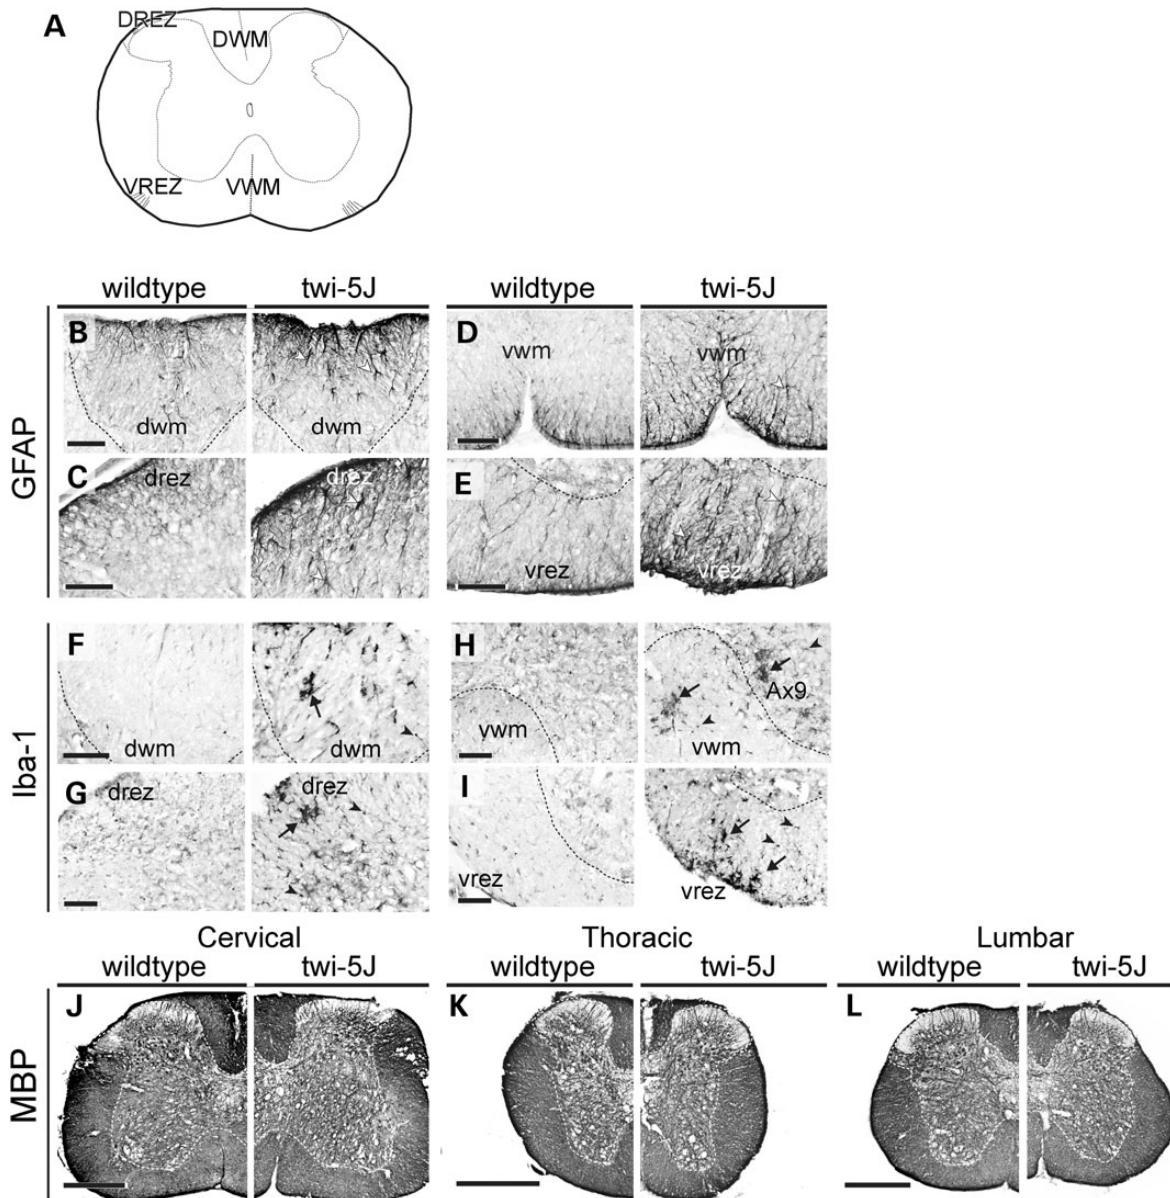 A
DREZ
DWM
VREZ
VWM
wildtype twi-5J wildtype twi-5J
GFAP
B
dwm
dwm
D
vwm
vwm
C
drez
drez
E
vrez
vrez
Iba-1
F
dwm
dwm
H
vwm
Ax9
vwm
G
drez
drez
I
vrez
vrez
Cervical Thoracic Lumbar
wildtype twi-5J wildtype twi-5J wildtype twi-5J
MBP
J
K
L